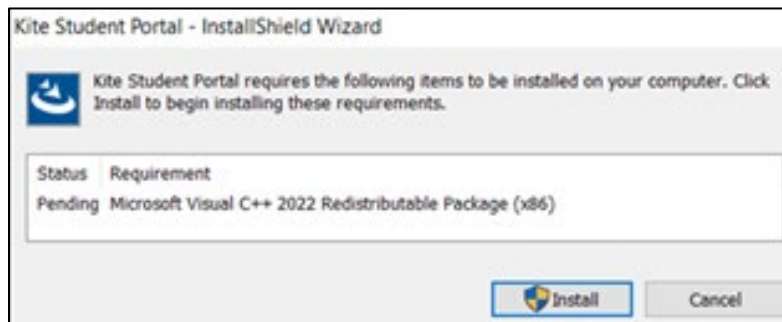 Kite Student Portal - InstallShield Wizard
Kite Student Portal requires the following items to be installed on your computer. Click
Install to begin installing these requirements.
Status Requirement
Pending Microsoft Visual C++ 2022 Redistributable Package (x86)
Install Cancel